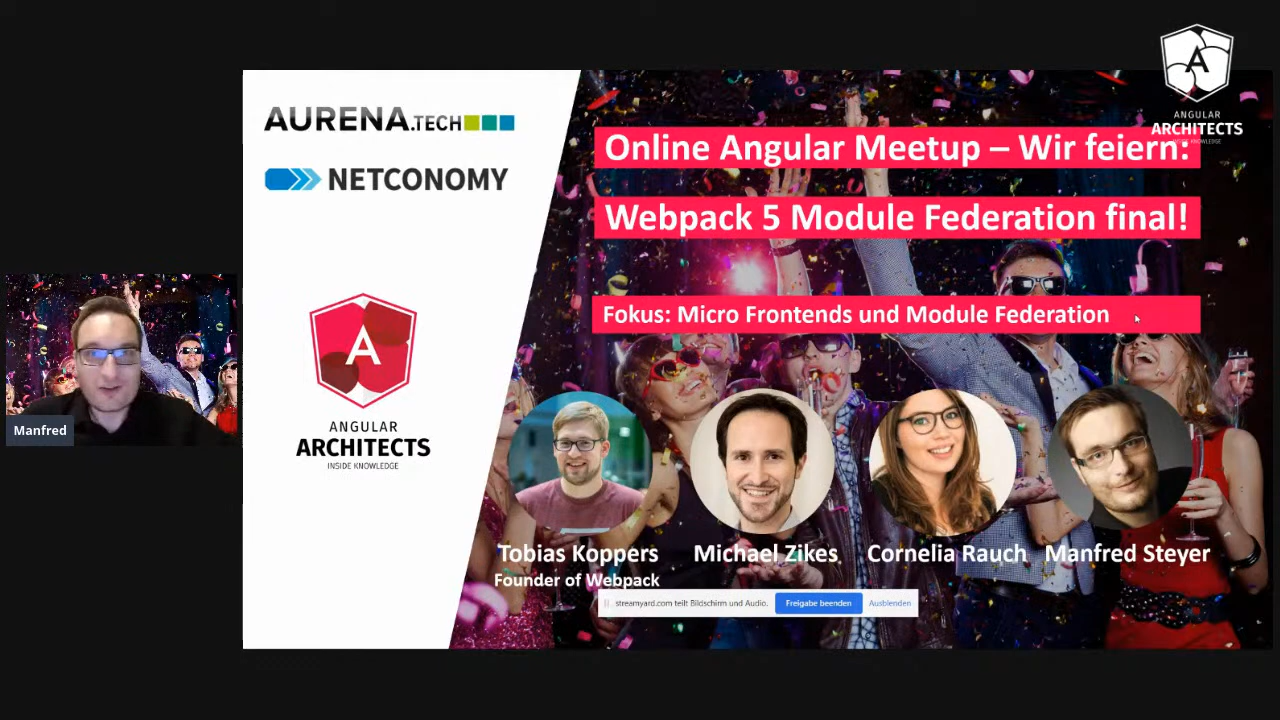 AURENA.TECH
NETCONOMY
Online Angular Meetup – Wir feiern:
Webpack 5 Module Federation final!
Fokus: Micro Frontends und Module Federation
A
ANGULAR
ARCHITECTS
INSIDE KNOWLEDGE
A
ANGULAR
ARCHITECTS
INSIDE KNOWLEDGE
Manfred
Tobias Koppers
Founder of Webpack
Michael Zikes
Cornelia Rauch
Manfred Steyer
streamyard.com teilt Bildschirm und Audio. Freigabe beenden Ausblenden